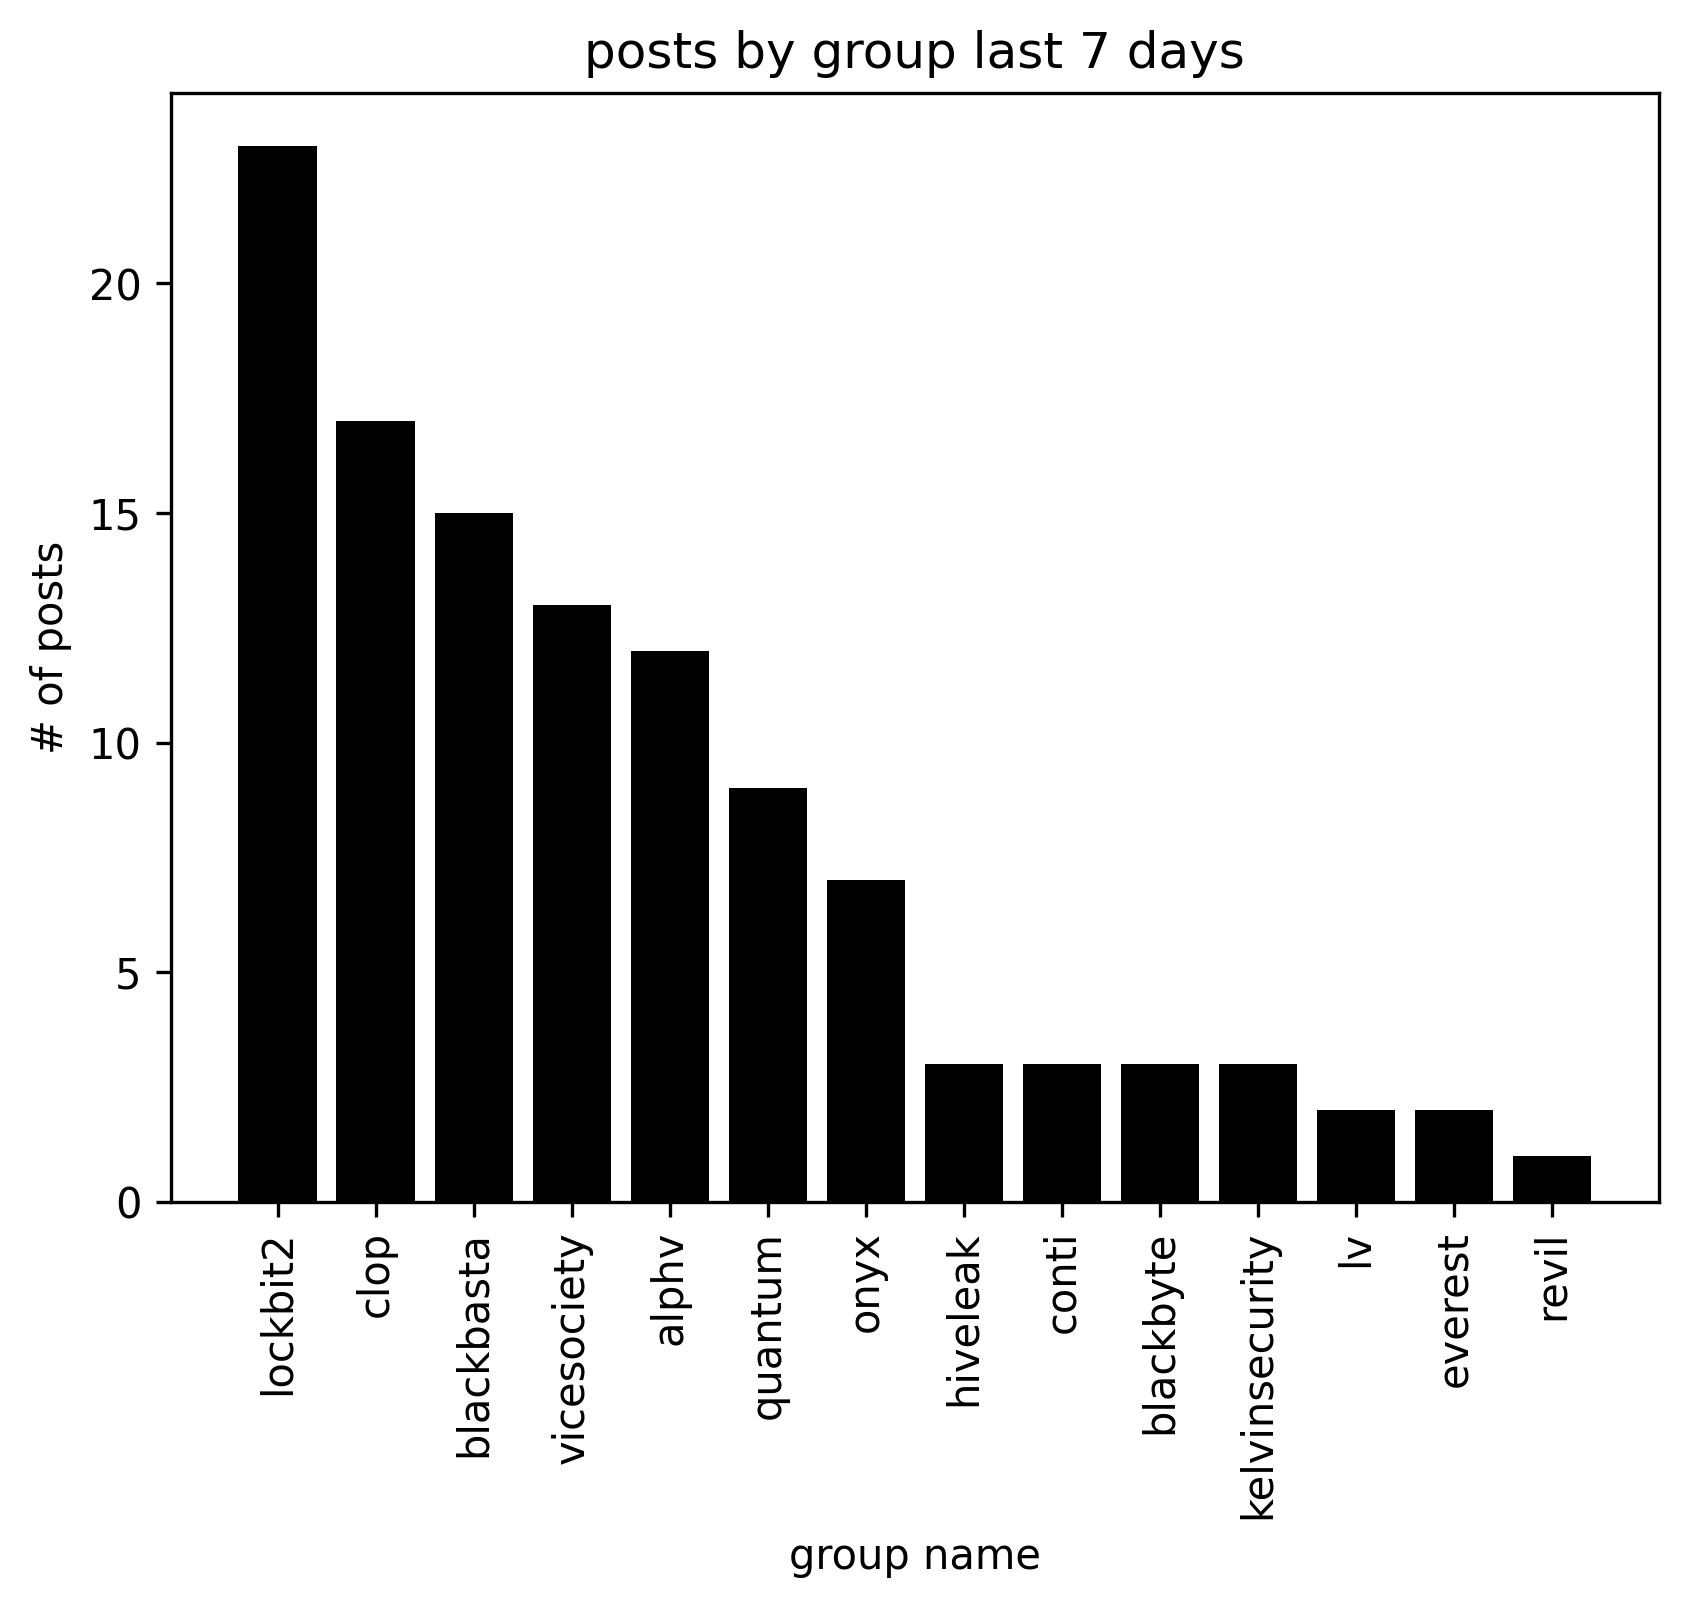 posts by group last 7 days
# of posts
20
15
10
5
0
lockbit2
clop
blackbasta
vicesociety
alphv
quantum
onyx
hiveleak
conti
blackbyte
kelvinsecurity
lv
everest
revil
group name